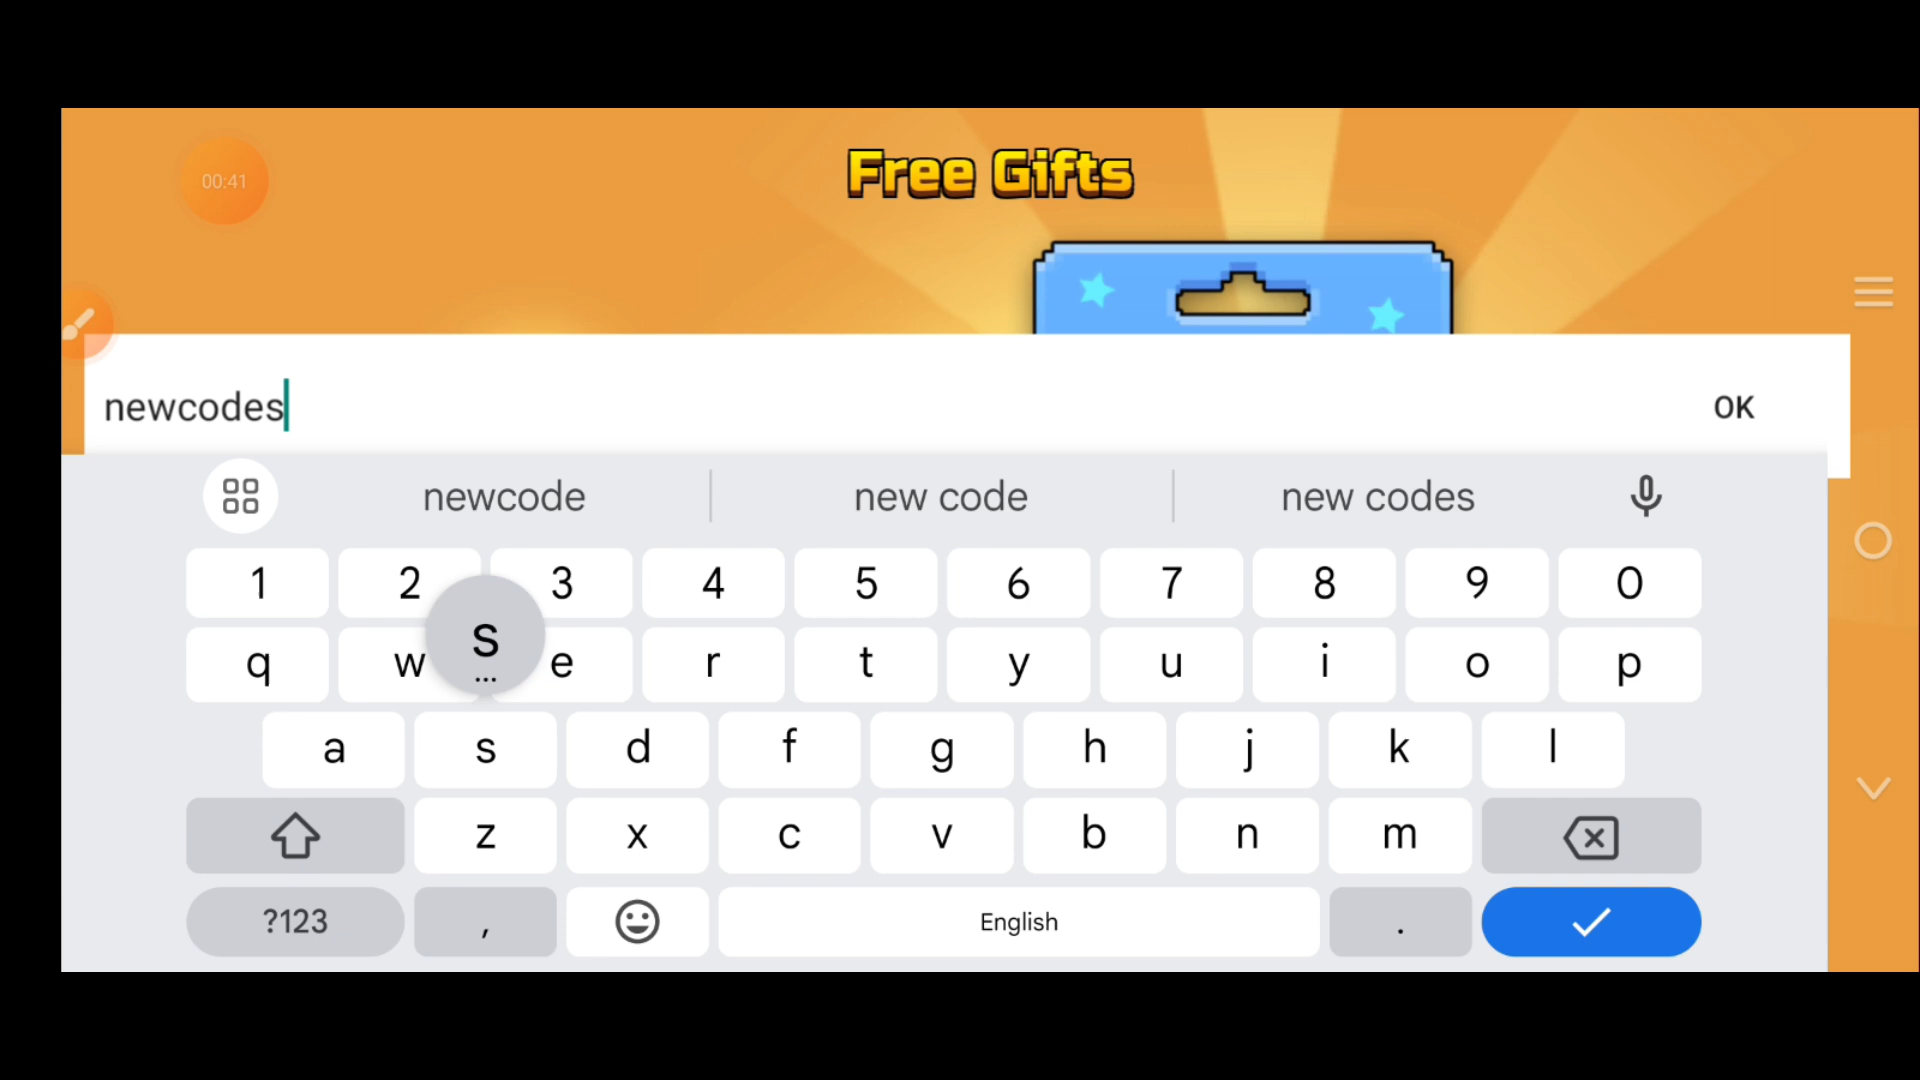 Free Gifts
00:41
newcodes
OK
newcode
new code
new codes
1 2 3 4 5 6 7 8 9 0
s
...
q w e r t y u i o p
a s d f g h j k l
z x c v b n m
?123 , English .